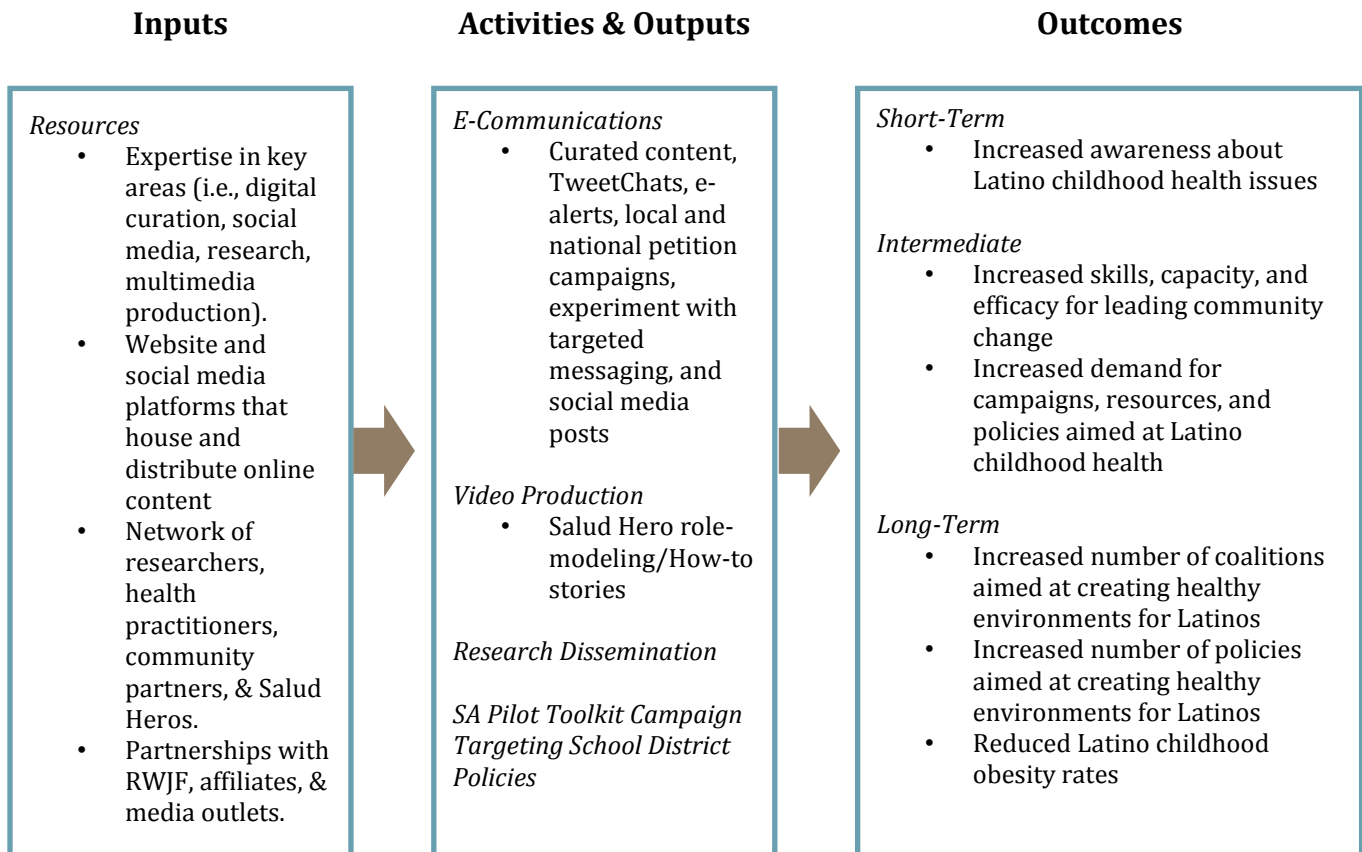 Inputs
Resources
• Expertise in key
areas (i.e., digital
curation, social
media, research,
multimedia
production).
• Website and
social media
platforms that
house and
distribute online
content
• Network of
researchers,
health
practitioners,
community
partners, & Salud
Heros.
• Partnerships with
RWJF, affiliates, &
media outlets.
Activities & Outputs
E-Communications
• Curated content,
TweetChats, e-
alerts, local and
national petition
campaigns,
experiment with
targeted
messaging, and
social media
posts
Video Production
• Salud Hero role-
modeling/How-to
stories
Research Dissemination
SA Pilot Toolkit Campaign
Targeting School District
Policies
Outcomes
Short-Term
• Increased awareness about
Latino childhood health issues
Intermediate
• Increased skills, capacity, and
efficacy for leading community
change
• Increased demand for
campaigns, resources, and
policies aimed at Latino
childhood health
Long-Term
• Increased number of coalitions
aimed at creating healthy
environments for Latinos
• Increased number of policies
aimed at creating healthy
environments for Latinos
• Reduced Latino childhood
obesity rates